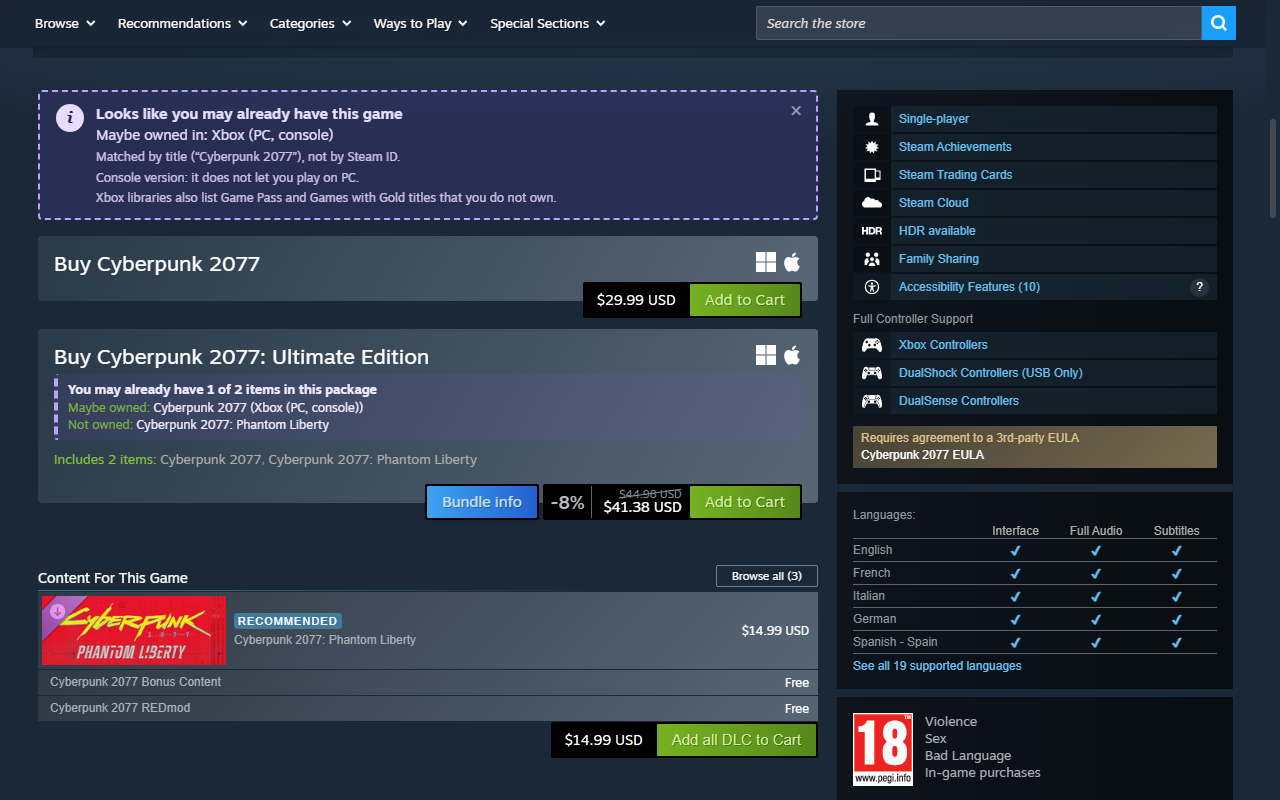 Browse
Recommendations
Categories
Ways to Play
Special Sections
Search the store
Looks like you may already have this game
Maybe owned in: Xbox (PC, console)
Matched by title ("Cyberpunk 2077"), not by Steam ID.
Console version: it does not let you play on PC.
Xbox libraries also list Game Pass and Games with Gold titles that you do not own.
Buy Cyberpunk 2077
$29.99 USD
Add to Cart
Buy Cyberpunk 2077: Ultimate Edition
You may already have 1 of 2 items in this package
Maybe owned: Cyberpunk 2077 (Xbox (PC, console))
Not owned: Cyberpunk 2077: Phantom Liberty
Includes 2 items: Cyberpunk 2077, Cyberpunk 2077: Phantom Liberty
Bundle info
-8%
$44.98 USD
$41.38 USD
Add to Cart
Content For This Game
Browse all (3)
CYBERPUNK
2077
PHANTOM LIBERTY
RECOMMENDED
Cyberpunk 2077: Phantom Liberty
$14.99 USD
Cyberpunk 2077 Bonus Content
Free
Cyberpunk 2077 REDmod
Free
$14.99 USD
Add all DLC to Cart
Single-player
Steam Achievements
Steam Trading Cards
Steam Cloud
HDR
HDR available
Family Sharing
Accessibility Features (10)
?
Full Controller Support
Xbox Controllers
DualShock Controllers (USB Only)
DualSense Controllers
Requires agreement to a 3rd-party EULA
Cyberpunk 2077 EULA
Languages:
Interface Full Audio Subtitles
English
French
Italian
German
Spanish - Spain
See all 19 supported languages
18
TM
www.pegi.info
Violence
Sex
Bad Language
In-game purchases